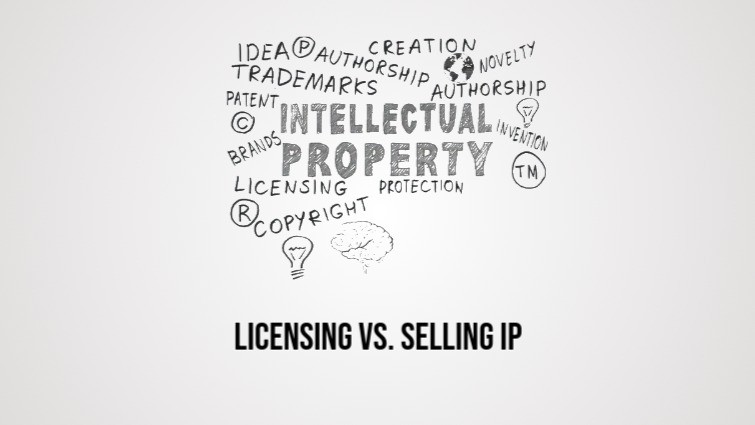 IDEA Ⓟ AUTHORSHIP CREATION NOVELTY
TRADEMARKS AUTHORSHIP
PATENT
©
INTELLECTUAL
INVENTION
BRANDS
PROPERTY
TM
LICENSING PROTECTION
®
COPYRIGHT
LICENSING VS. SELLING IP